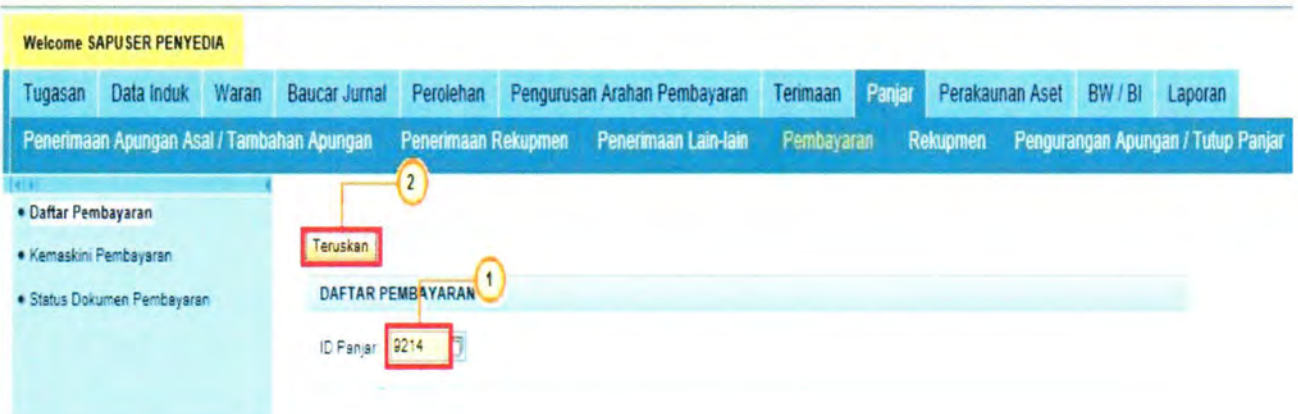 Welcome SAPUSER PENYEDIA
Tugasan Data Induk Waran Baucar Jurnal Perolehan Pengurusan Arahan Pembayaran Terimaan Panjar Perakaunan Aset BW / BI Laporan
Penerimaan Apungan Asal / Tambahan Apungan Penerimaan Rekupmen Penerimaan Lain-lain Pembayaran Rekupmen Pengurangan Apungan / Tutup Panjar
2
• Daftar Pembayaran
Teruskan
• Kemaskini Pembayaran
1
• Status Dokumen Pembayaran
DAFTAR PEMBAYARAN
ID Panjar 9214